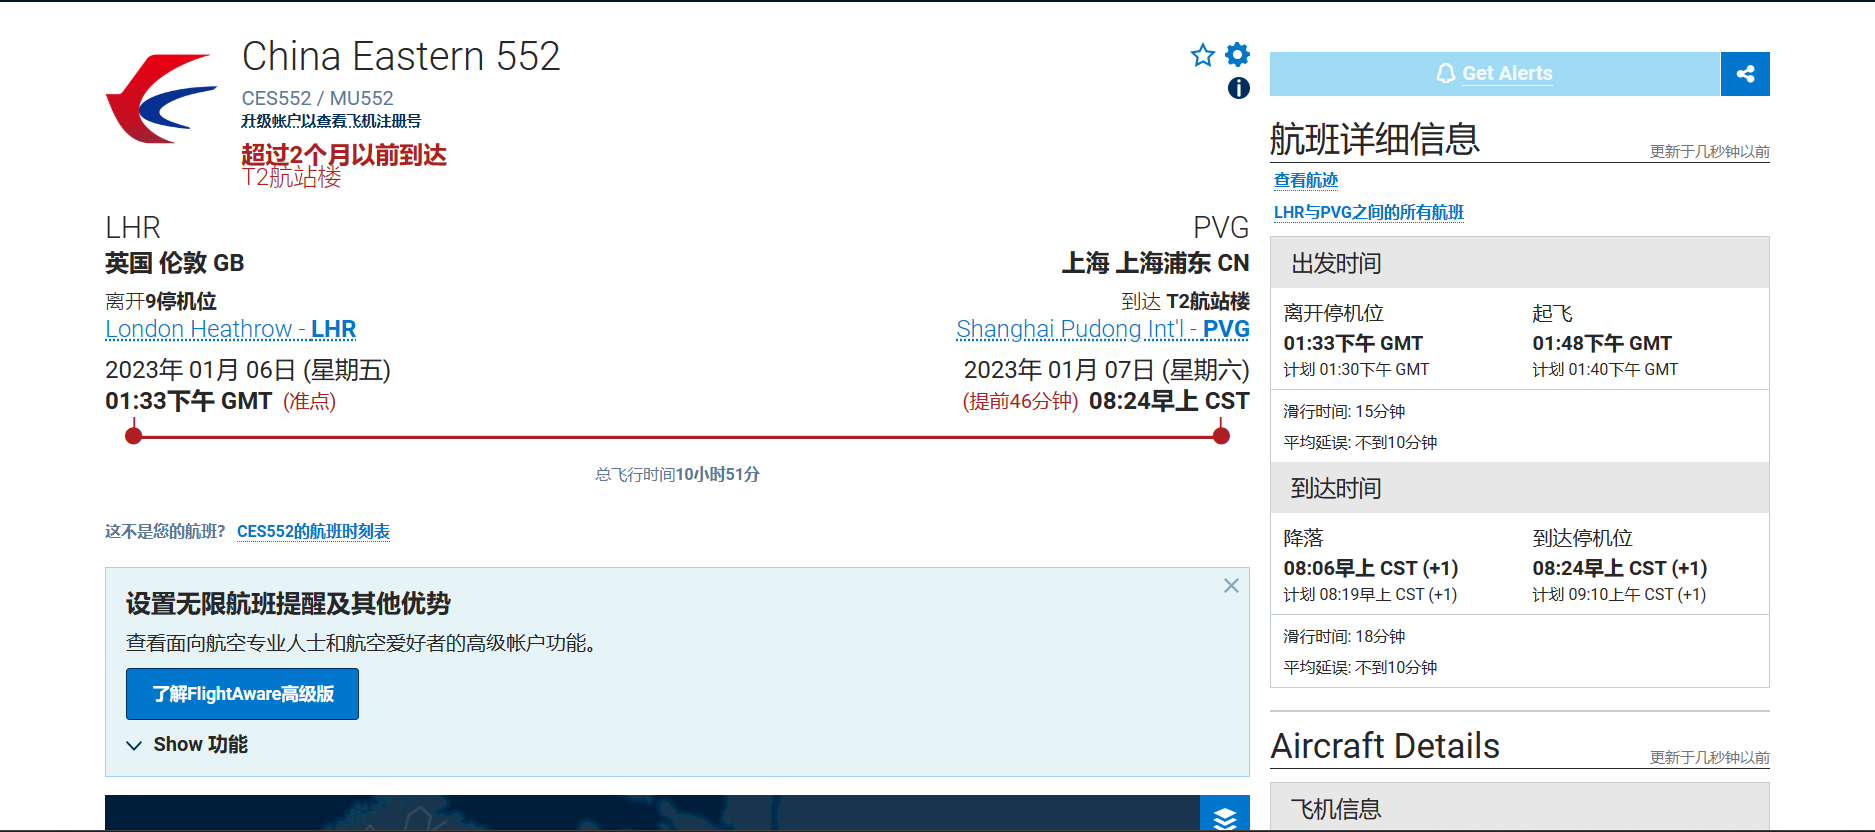 China Eastern 552
CES552 / MU552
升级帐户以查看飞机注册号
超过2个月以前到达
T2航站楼
LHR
英国 伦敦 GB
离开9停机位
London Heathrow - LHR
2023年 01月 06日 (星期五)
01:33下午 GMT (准点)
PVG
上海 上海浦东 CN
到达 T2航站楼
Shanghai Pudong Int'l - PVG
2023年 01月 07日 (星期六)
(提前46分钟) 08:24早上 CST
总飞行时间10小时51分
这不是您的航班? CES552的航班时刻表
设置无限航班提醒及其他优势
查看面向航空专业人士和航空爱好者的高级帐户功能。
了解FlightAware高级版
Show 功能
Get Alerts
航班详细信息
更新于几秒钟以前
查看航迹
LHR与PVG之间的所有航班
出发时间
离开停机位
01:33下午 GMT
计划 01:30下午 GMT
起飞
01:48下午 GMT
计划 01:40下午 GMT
滑行时间: 15分钟
平均延误: 不到10分钟
到达时间
降落
08:06早上 CST (+1)
计划 08:19早上 CST (+1)
到达停机位
08:24早上 CST (+1)
计划 09:10上午 CST (+1)
滑行时间: 18分钟
平均延误: 不到10分钟
Aircraft Details
更新于几秒钟以前
飞机信息